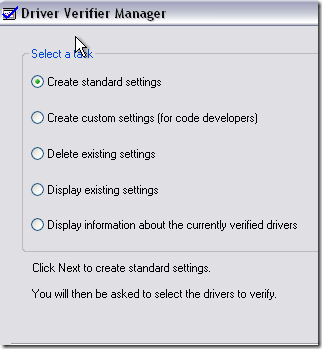 Driver Verifier Manager
Select a task
Create standard settings
Create custom settings (for code developers)
Delete existing settings
Display existing settings
Display information about the currently verified drivers
Click Next to create standard settings.
You will then be asked to select the drivers to verify.